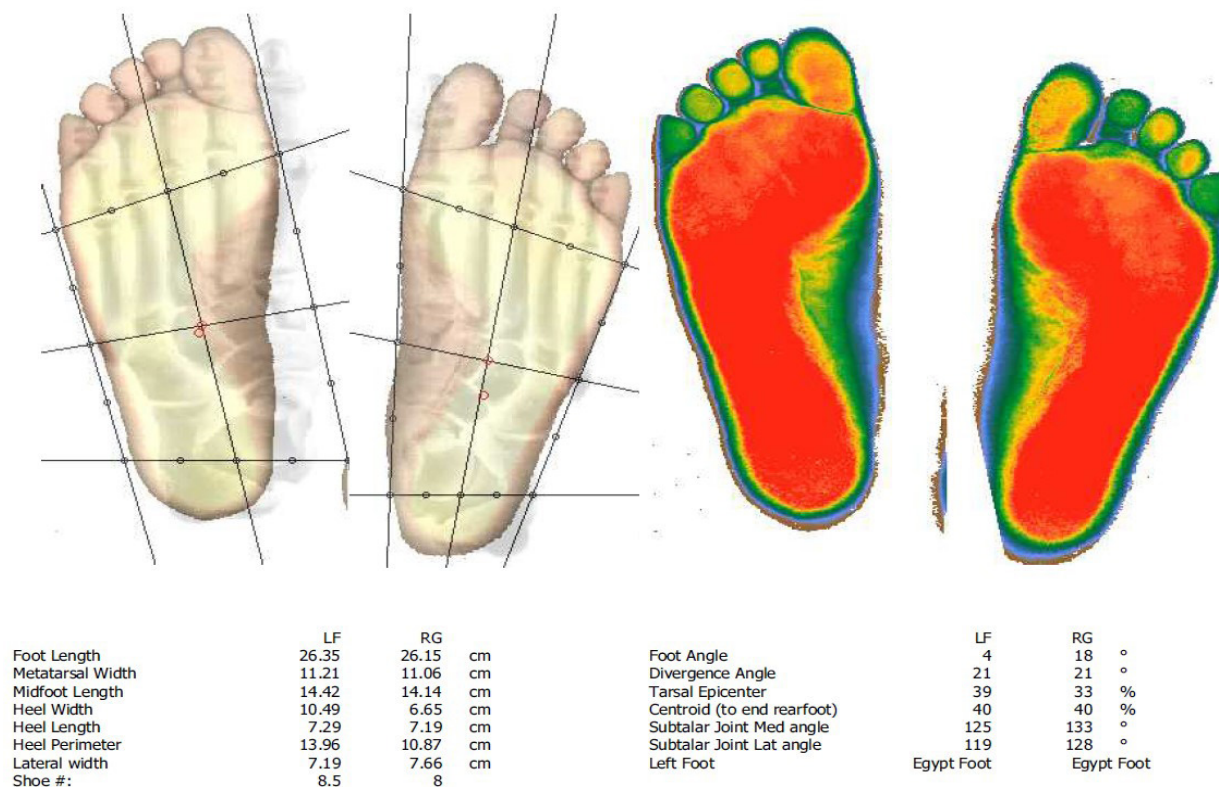 LF RG
Foot Length 26.35 26.15 cm
Metatarsal Width 11.21 11.06 cm
Midfoot Length 14.42 14.14 cm
Heel Width 10.49 6.65 cm
Heel Length 7.29 7.19 cm
Heel Perimeter 13.96 10.87 cm
Lateral width 7.19 7.66 cm
Shoe #: 8.5 8
LF RG
Foot Angle 4 18 º
Divergence Angle 21 21 º
Tarsal Epicenter 39 33 %
Centroid (to end rearfoot) 40 40 %
Subtalar Joint Med angle 125 133 º
Subtalar Joint Lat angle 119 128 º
Left Foot Egypt Foot Egypt Foot